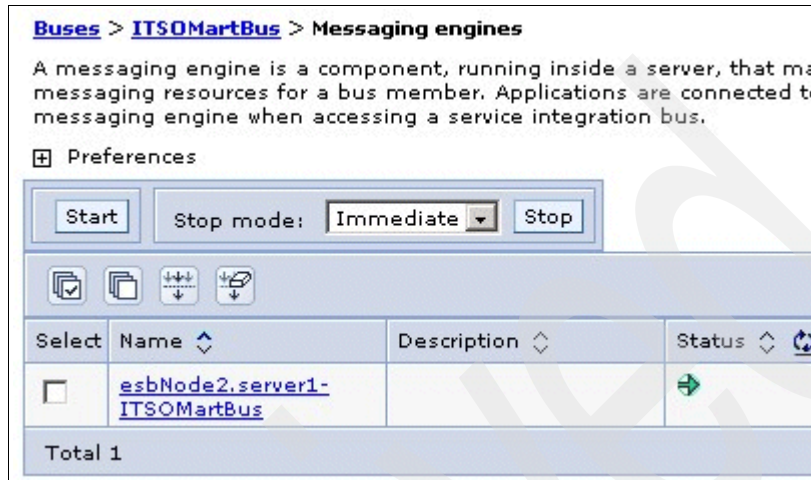 Buses > ITSOMartBus > Messaging engines
A messaging engine is a component, running inside a server, that
messaging resources for a bus member. Applications are connected
messaging engine when accessing a service integration bus.
Preferences
Start Stop mode: Immediate Stop
Select Name Description Status
esbNode2.server1-
ITSOMartBus
Total 1